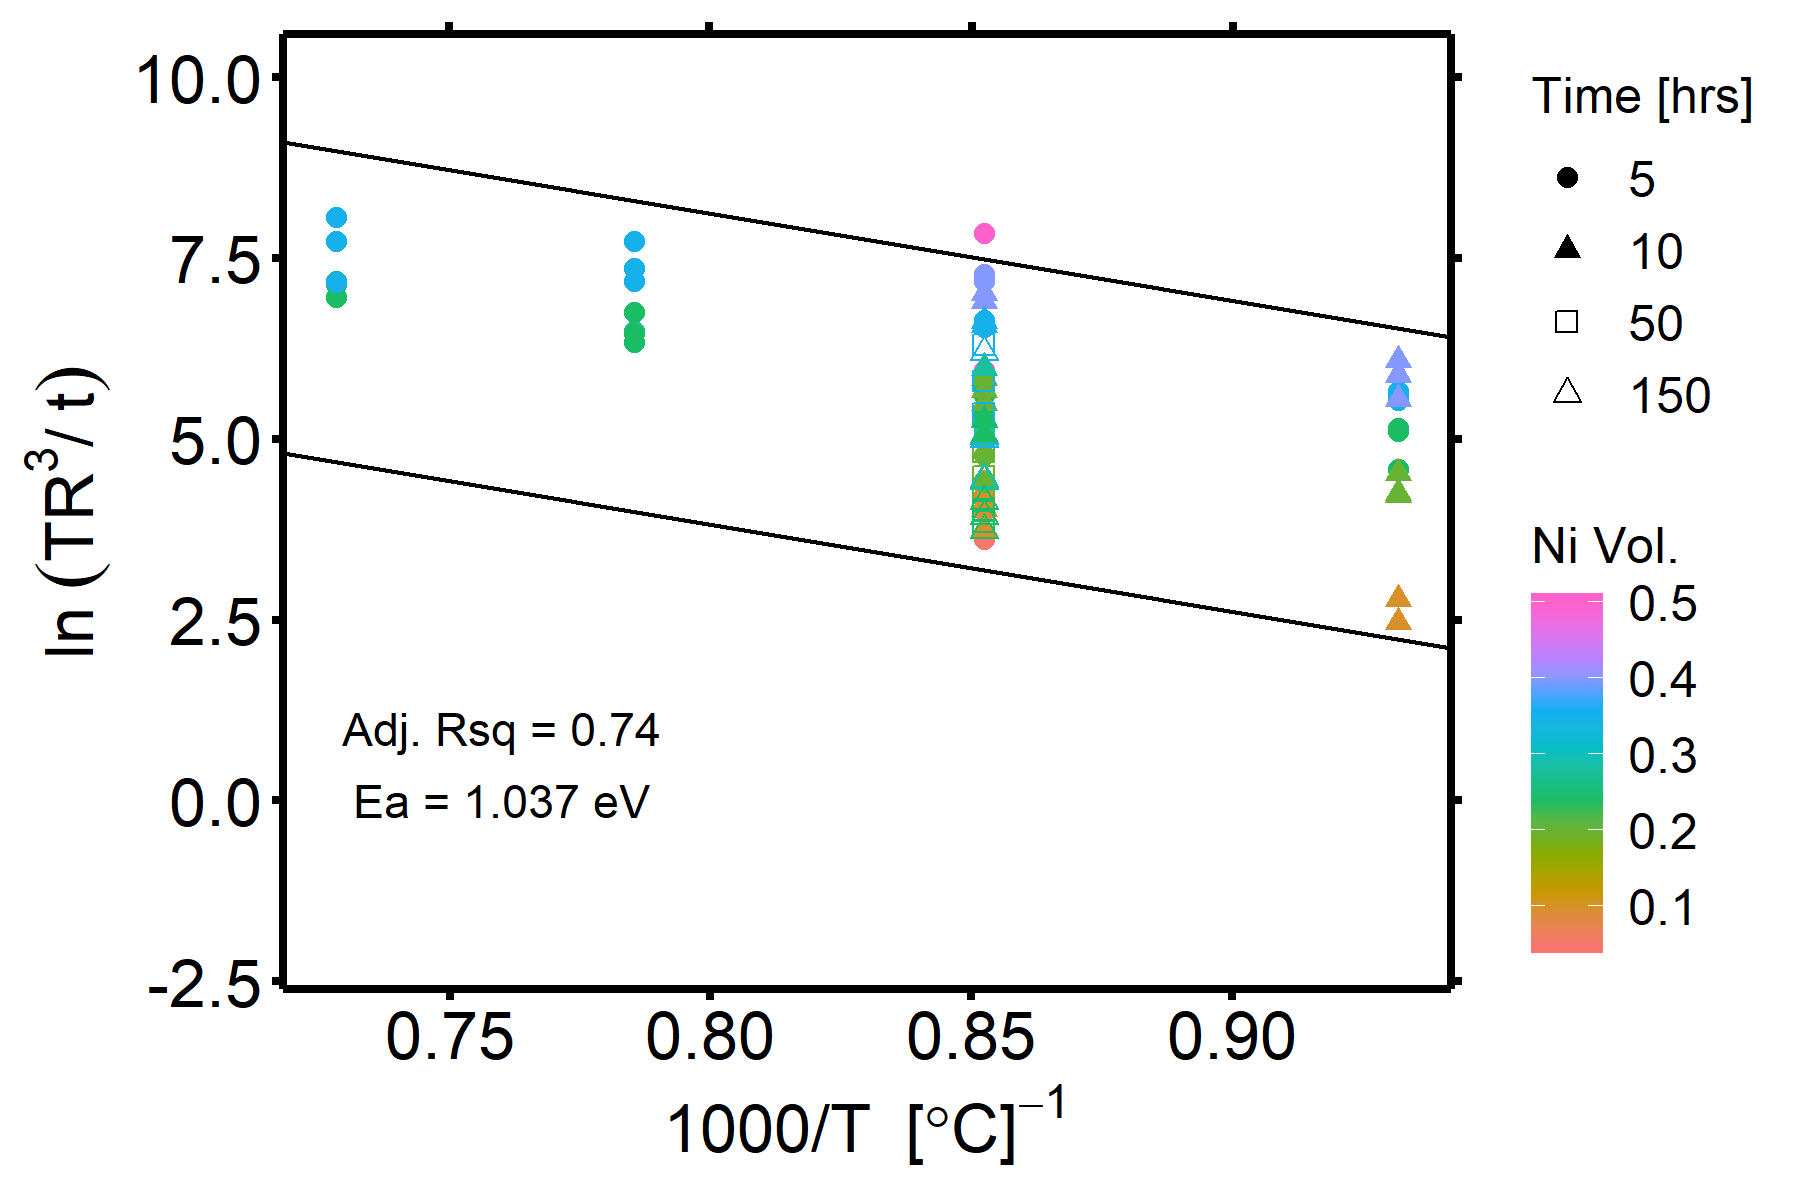 10.0
7.5
5.0
2.5
0.0
-2.5
ln (TR³/ t)
Adj. Rsq = 0.74
Ea = 1.037 eV
0.75 0.80 0.85 0.90
1000/T [°C]⁻¹
Time [hrs]
5
10
50
150
Ni Vol.
0.5
0.4
0.3
0.2
0.1